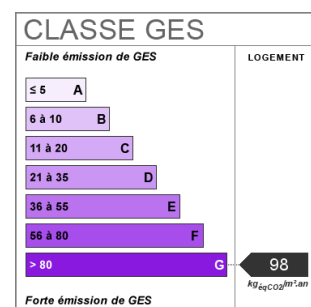 CLASSE GES
Faible émission de GES
LOGEMENT
≤ 5 A
6 à 10 B
11 à 20 C
21 à 35 D
36 à 55 E
56 à 80 F
> 80 G
98
kgéqCO2/m².an
Forte émission de GES